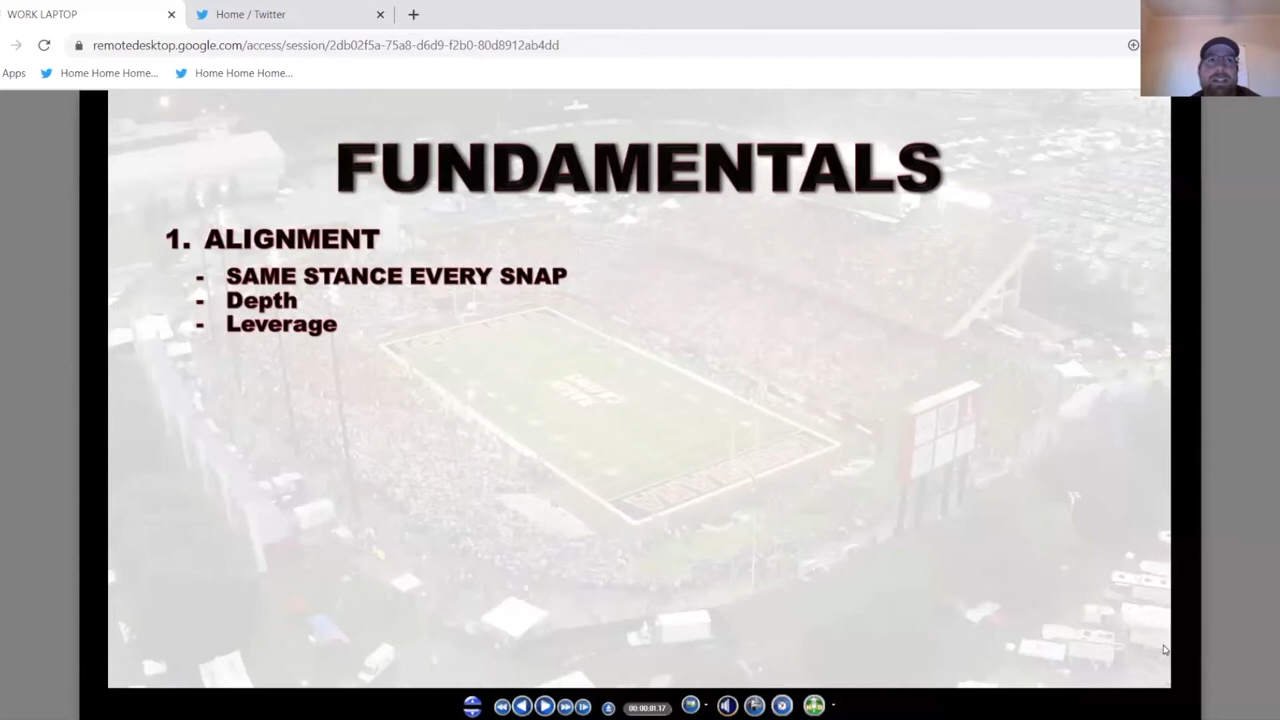 WORK LAPTOP
Home / Twitter
remotedesktop.google.com/access/session/2db02f5a-75a8-d6d9-f2b0-80d8912ab4dd
Apps
Home Home Home...
Home Home Home...
FUNDAMENTALS
1. ALIGNMENT
- SAME STANCE EVERY SNAP
- Depth
- Leverage
00:00:01.17